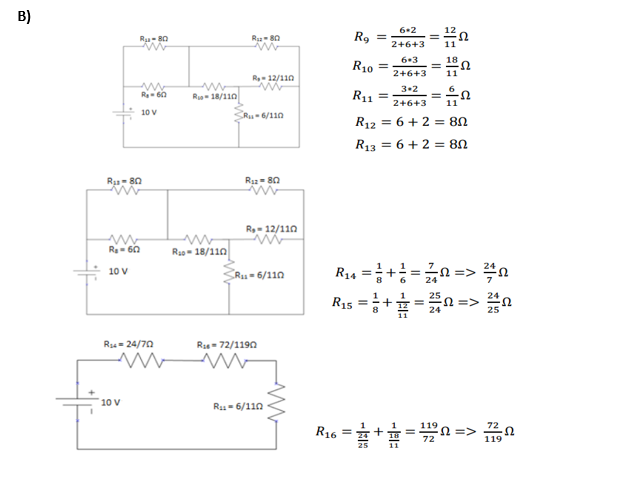 B)
R₁₃ = 8Ω
R₁₂ = 8Ω
R₈ = 6Ω
R₁₀ = 18/11Ω
R₉ = 12/11Ω
R₁₁ = 6/11Ω
10 V
R₉ = 6*2/2+6+3 = 12/11 Ω
R₁₀ = 6*3/2+6+3 = 18/11 Ω
R₁₁ = 3*2/2+6+3 = 6/11 Ω
R₁₂ = 6 + 2 = 8Ω
R₁₃ = 6 + 2 = 8Ω
R₁₃ = 8Ω
R₁₂ = 8Ω
R₈ = 6Ω
R₁₀ = 18/11Ω
R₉ = 12/11Ω
R₁₁ = 6/11Ω
10 V
R₁₄ = 1/8 + 1/6 = 7/24 Ω => 24/7 Ω
R₁₅ = 1/8 + 1/(12/11) = 25/24 Ω => 24/25 Ω
R₁₄ = 24/7Ω
R₁₆ = 72/119Ω
10 V
R₁₁ = 6/11Ω
R₁₆ = 1/(24/25) + 1/(18/11) = 119/72 Ω => 72/119 Ω